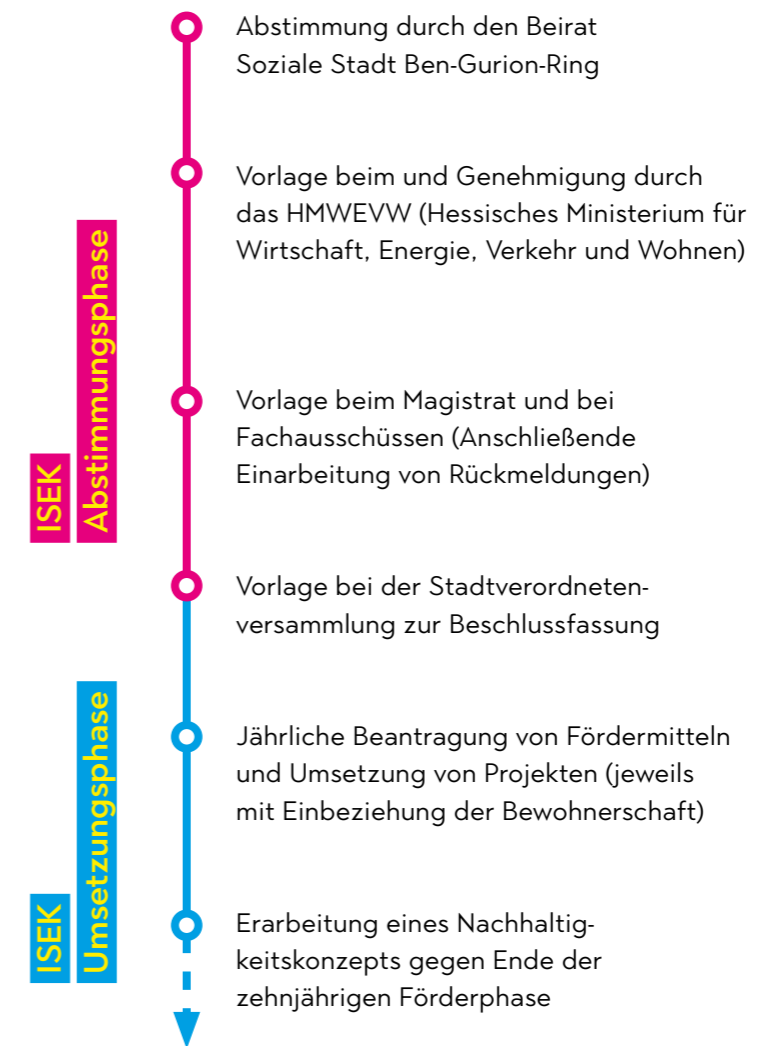 Abstimmung durch den Beirat
Soziale Stadt Ben-Gurion-Ring
Vorlage beim und Genehmigung durch
das HMWEVW (Hessisches Ministerium für
Wirtschaft, Energie, Verkehr und Wohnen)
ISEK
Abstimmungsphase
Vorlage beim Magistrat und bei
Fachausschüssen (Anschließende
Einarbeitung von Rückmeldungen)
Vorlage bei der Stadtverordneten-
versammlung zur Beschlussfassung
ISEK
Umsetzungsphase
Jährliche Beantragung von Fördermitteln
und Umsetzung von Projekten (jeweils
mit Einbeziehung der Bewohnerschaft)
Erarbeitung eines Nachhaltig-
keitskonzepts gegen Ende der
zehnjährigen Förderphase